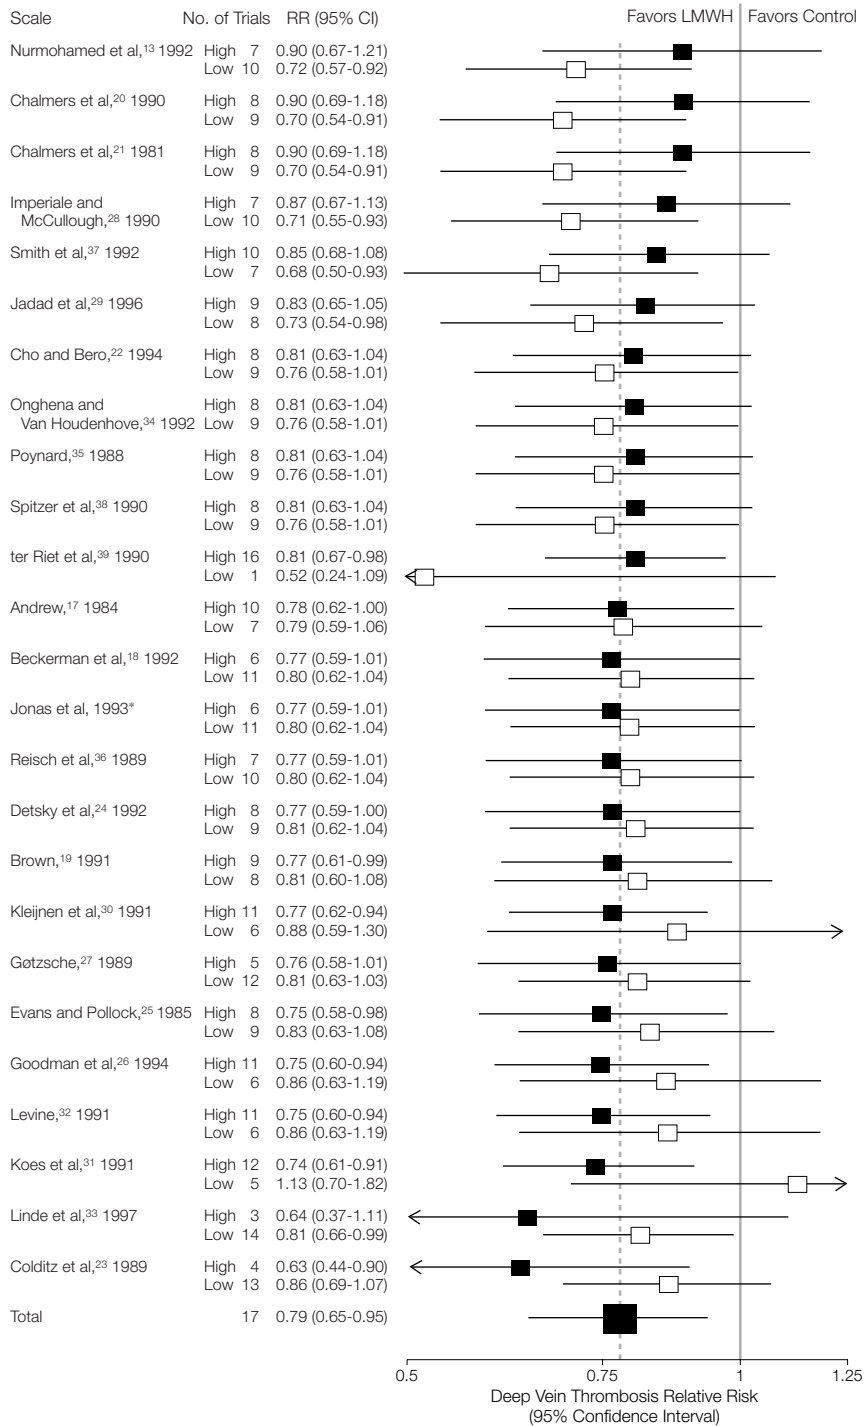 Scale No. of Trials RR (95% CI) Favors LMWH Favors Control
Nurmohamed et al,13 1992 High 7 0.90 (0.67-1.21)
Low 10 0.72 (0.57-0.92)
Chalmers et al,20 1990 High 8 0.90 (0.69-1.18)
Low 9 0.70 (0.54-0.91)
Chalmers et al,21 1981 High 8 0.90 (0.69-1.18)
Low 9 0.70 (0.54-0.91)
Imperiale and High 7 0.87 (0.67-1.13)
McCullough,28 1990 Low 10 0.71 (0.55-0.93)
Smith et al,37 1992 High 10 0.85 (0.68-1.08)
Low 7 0.68 (0.50-0.93)
Jadad et al,29 1996 High 9 0.83 (0.65-1.05)
Low 8 0.73 (0.54-0.98)
Cho and Bero,22 1994 High 8 0.81 (0.63-1.04)
Low 9 0.76 (0.58-1.01)
Onghena and High 8 0.81 (0.63-1.04)
Van Houdenhove,34 1992 Low 9 0.76 (0.58-1.01)
Poynard,35 1988 High 8 0.81 (0.63-1.04)
Low 9 0.76 (0.58-1.01)
Spitzer et al,38 1990 High 8 0.81 (0.63-1.04)
Low 9 0.76 (0.58-1.01)
ter Riet et al,39 1990 High 16 0.81 (0.67-0.98)
Low 1 0.52 (0.24-1.09)
Andrew,17 1984 High 10 0.78 (0.62-1.00)
Low 7 0.79 (0.59-1.06)
Beckerman et al,18 1992 High 6 0.77 (0.59-1.01)
Low 11 0.80 (0.62-1.04)
Jonas et al, 1993* High 6 0.77 (0.59-1.01)
Low 11 0.80 (0.62-1.04)
Reisch et al,36 1989 High 7 0.77 (0.59-1.01)
Low 10 0.80 (0.62-1.04)
Detsky et al,24 1992 High 8 0.77 (0.59-1.00)
Low 9 0.81 (0.62-1.04)
Brown,19 1991 High 9 0.77 (0.61-0.99)
Low 8 0.81 (0.60-1.08)
Kleijnen et al,30 1991 High 11 0.77 (0.62-0.94)
Low 6 0.88 (0.59-1.30)
Gøtzsche,27 1989 High 5 0.76 (0.58-1.01)
Low 12 0.81 (0.63-1.03)
Evans and Pollock,25 1985 High 8 0.75 (0.58-0.98)
Low 9 0.83 (0.63-1.08)
Goodman et al,26 1994 High 11 0.75 (0.60-0.94)
Low 6 0.86 (0.63-1.19)
Levine,32 1991 High 11 0.75 (0.60-0.94)
Low 6 0.86 (0.63-1.19)
Koes et al,31 1991 High 12 0.74 (0.61-0.91)
Low 5 1.13 (0.70-1.82)
Linde et al,33 1997 High 3 0.64 (0.37-1.11)
Low 14 0.81 (0.66-0.99)
Colditz et al,23 1989 High 4 0.63 (0.44-0.90)
Low 13 0.86 (0.69-1.07)
Total 17 0.79 (0.65-0.95)
0.5 0.75 1 1.25
Deep Vein Thrombosis Relative Risk
(95% Confidence Interval)